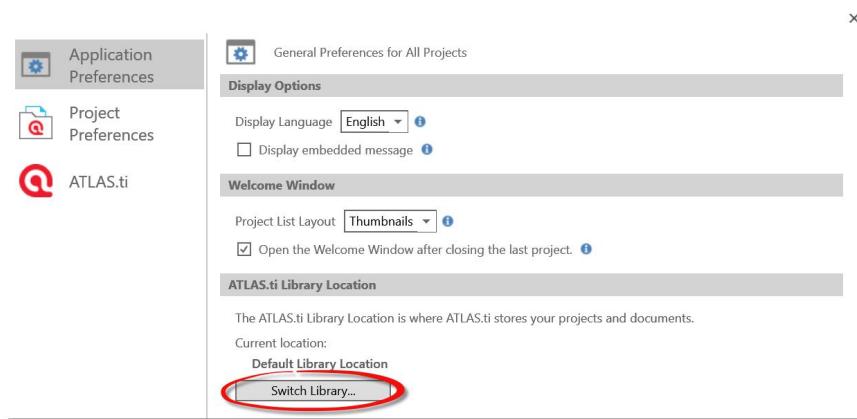 Application
Preferences
Project
Preferences
ATLAS.ti
General Preferences for All Projects
Display Options
Display Language English
Display embedded message
Welcome Window
Project List Layout Thumbnails
Open the Welcome Window after closing the last project.
ATLAS.ti Library Location
The ATLAS.ti Library Location is where ATLAS.ti stores your projects and documents.
Current location:
Default Library Location
Switch Library...